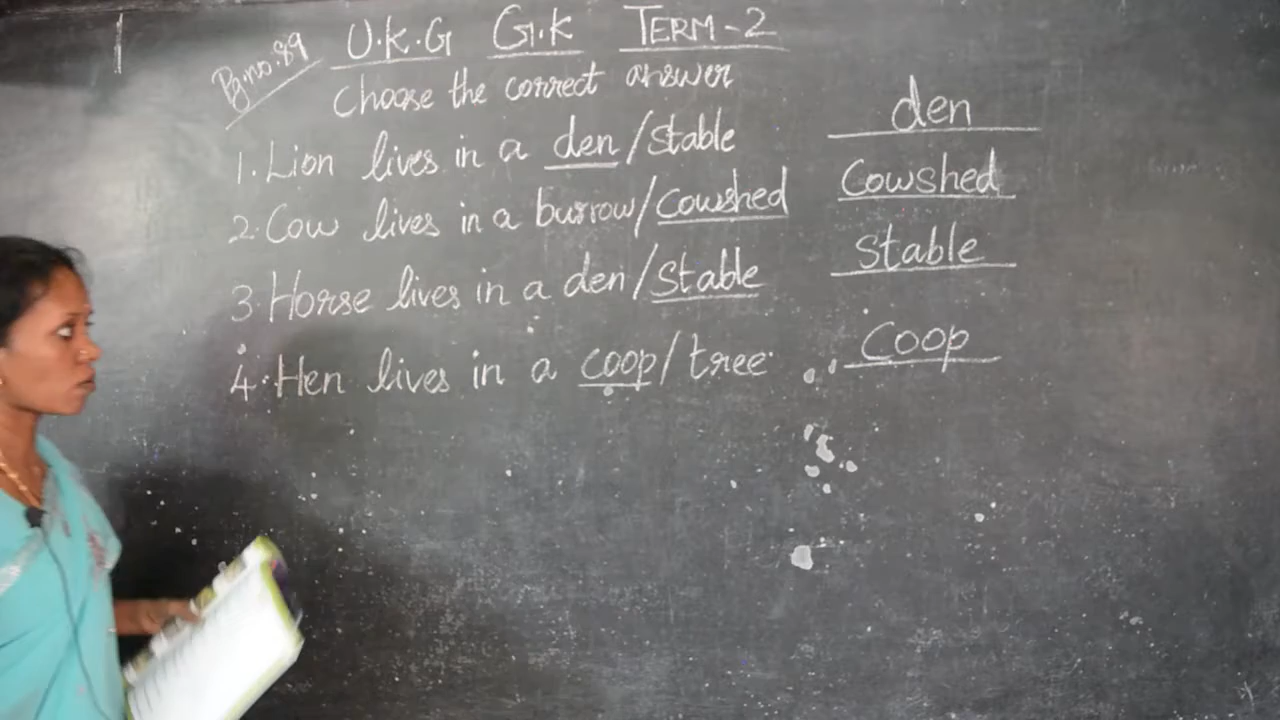 Pg.no:89 U.K.G G.K TERM-2
Choose the correct answer
1. Lion lives in a den/stable den
2. Cow lives in a burrow/cowshed Cowshed
3. Horse lives in a den/stable Stable
4. Hen lives in a coop/tree. Coop